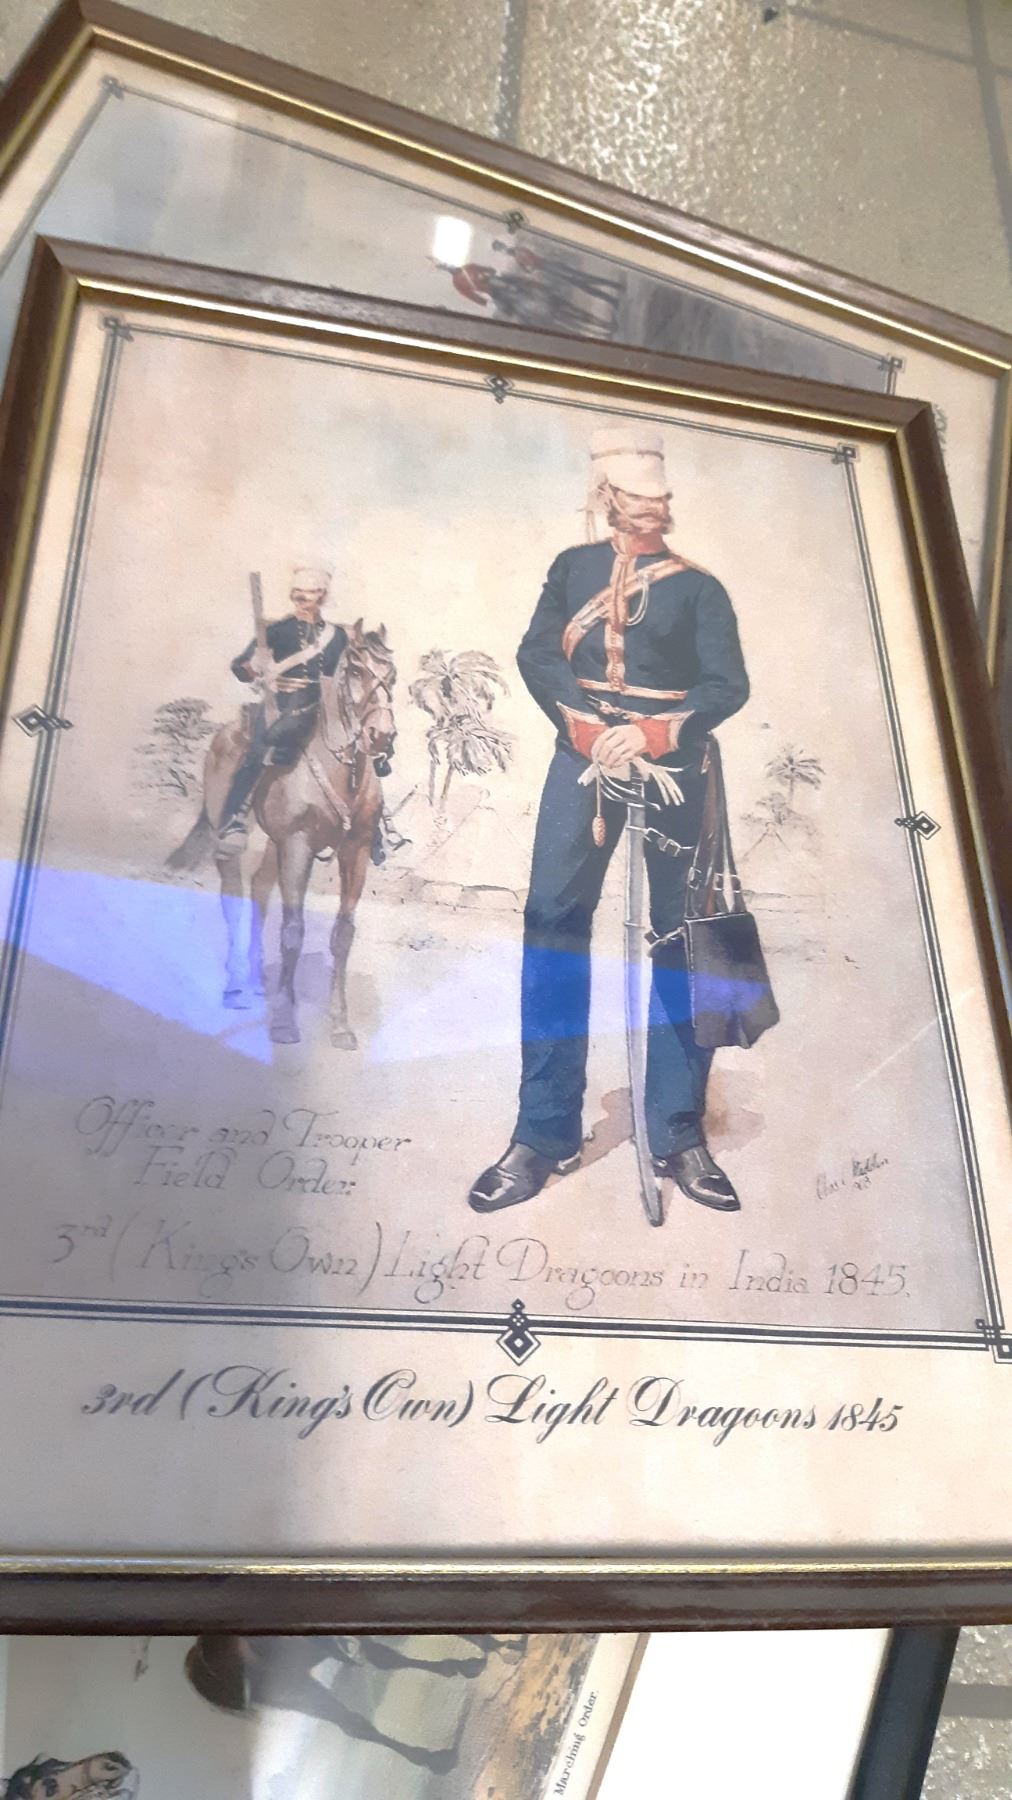 Officer and Trooper
Field Order.
3rd (King's Own) Light Dragoons in India 1845.
3rd (King's Own) Light Dragoons 1845
Marching Order.